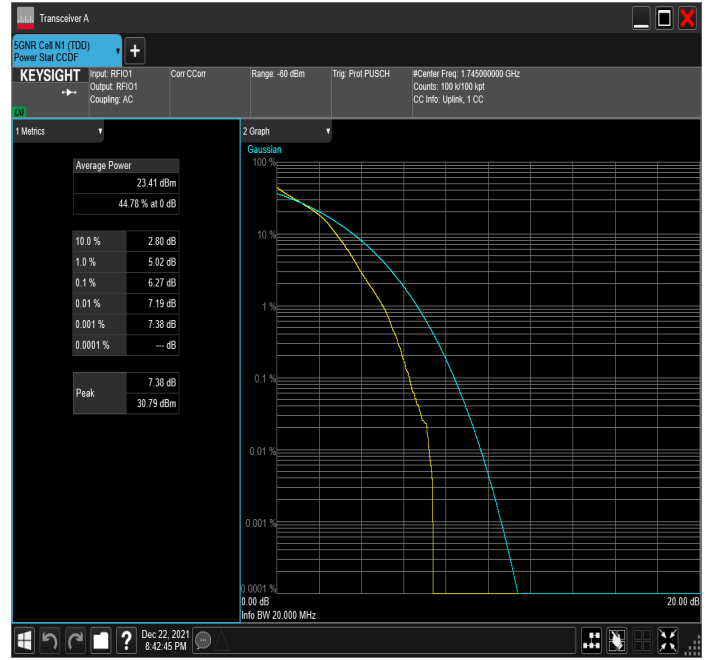 Transceiver A
5GNR Cell N1 (TDD)
Power Stat CCDF
KEYSIGHT
Input: RFIO1
Output: RFIO1
Coupling: AC
Corr CCorr
Range: -60 dBm
Trig: Prot PUSCH
#Center Freq: 1.745000000 GHz
Counts: 100 k/100 kpt
CC Info: Uplink, 1 CC
LXI
1 Metrics
Average Power
23.41 dBm
44.78 % at 0 dB
10.0 % 2.80 dB
1.0 % 5.02 dB
0.1 % 6.27 dB
0.01 % 7.19 dB
0.001 % 7.38 dB
0.0001 % --- dB
Peak
7.38 dB
30.79 dBm
2 Graph
Gaussian
100 %
10 %
1 %
0.1 %
0.01 %
0.001 %
0.0001 %
0.00 dB
20.00 dB
Info BW 20.000 MHz
?
Dec 22, 2021
8:42:45 PM